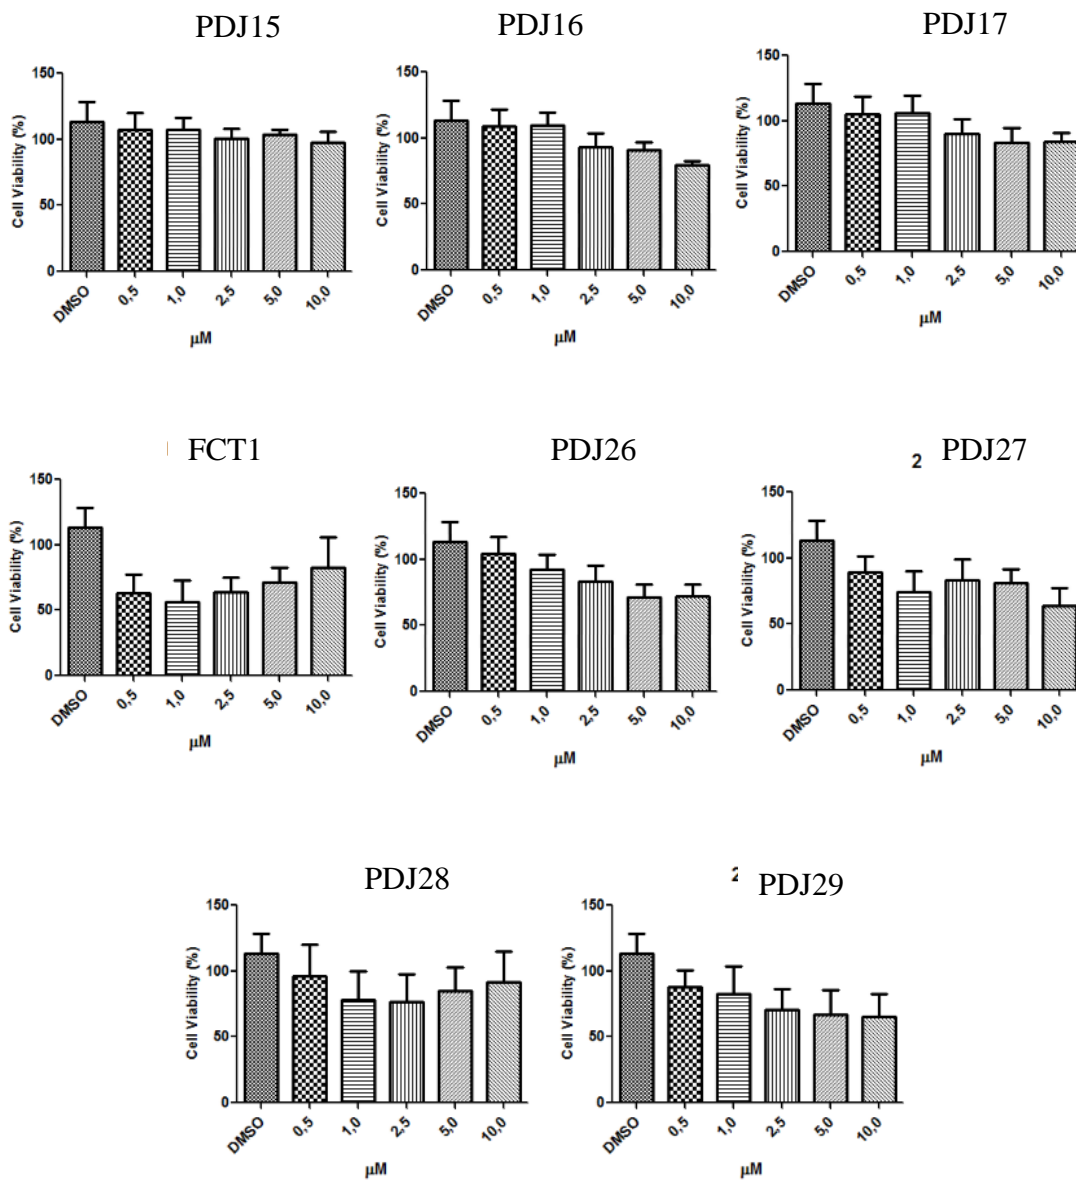 PDJ15
150
100
50
0
Cell Viability (%)
DMSO
0,5
1,0
2,5
5,0
10,0
µM
PDJ16
150
100
50
0
Cell Viability (%)
DMSO
0,5
1,0
2,5
5,0
10,0
µM
PDJ17
150
100
50
0
Cell Viability (%)
DMSO
0,5
1,0
2,5
5,0
10,0
µM
FCT1
150
100
50
0
Cell Viability (%)
DMSO
0,5
1,0
2,5
5,0
10,0
µM
PDJ26
150
100
50
0
Cell Viability (%)
DMSO
0,5
1,0
2,5
5,0
10,0
µM
2 PDJ27
150
100
50
0
Cell Viability (%)
DMSO
0,5
1,0
2,5
5,0
10,0
µM
PDJ28
150
100
50
0
Cell Viability (%)
DMSO
0,5
1,0
2,5
5,0
10,0
µM
2 PDJ29
150
100
50
0
Cell Viability (%)
DMSO
0,5
1,0
2,5
5,0
10,0
µM